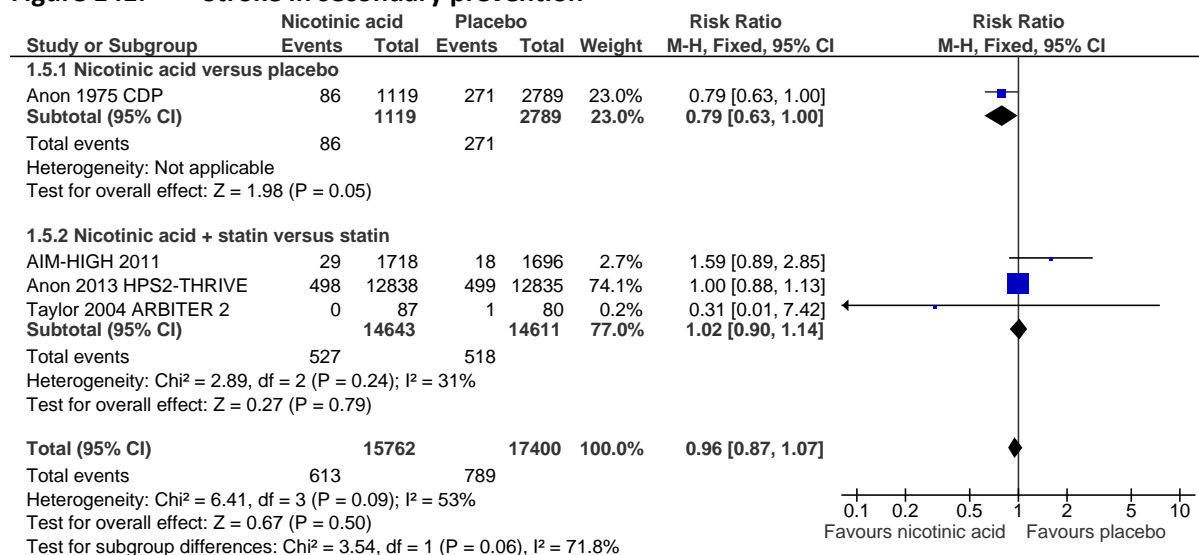 Nicotinic acid Placebo Risk Ratio Risk Ratio
Study or Subgroup Events Total Events Total Weight M-H, Fixed, 95% CI M-H, Fixed, 95% CI
1.5.1 Nicotinic acid versus placebo
Anon 1975 CDP 86 1119 271 2789 23.0% 0.79 [0.63, 1.00]
Subtotal (95% CI) 1119 2789 23.0% 0.79 [0.63, 1.00]
Total events 86 271
Heterogeneity: Not applicable
Test for overall effect: Z = 1.98 (P = 0.05)
1.5.2 Nicotinic acid + statin versus statin
AIM-HIGH 2011 29 1718 18 1696 2.7% 1.59 [0.89, 2.85]
Anon 2013 HPS2-THRIVE 498 12838 499 12835 74.1% 1.00 [0.88, 1.13]
Taylor 2004 ARBITER 2 0 87 1 80 0.2% 0.31 [0.01, 7.42]
Subtotal (95% CI) 14643 14611 77.0% 1.02 [0.90, 1.14]
Total events 527 518
Heterogeneity: Chi² = 2.89, df = 2 (P = 0.24); I² = 31%
Test for overall effect: Z = 0.27 (P = 0.79)
Total (95% CI) 15762 17400 100.0% 0.96 [0.87, 1.07]
Total events 613 789
Heterogeneity: Chi² = 6.41, df = 3 (P = 0.09); I² = 53%
Test for overall effect: Z = 0.67 (P = 0.50)
Test for subgroup differences: Chi² = 3.54, df = 1 (P = 0.06), I² = 71.8%
0.1 0.2 0.5 1 2 5 10
Favours nicotinic acid Favours placebo